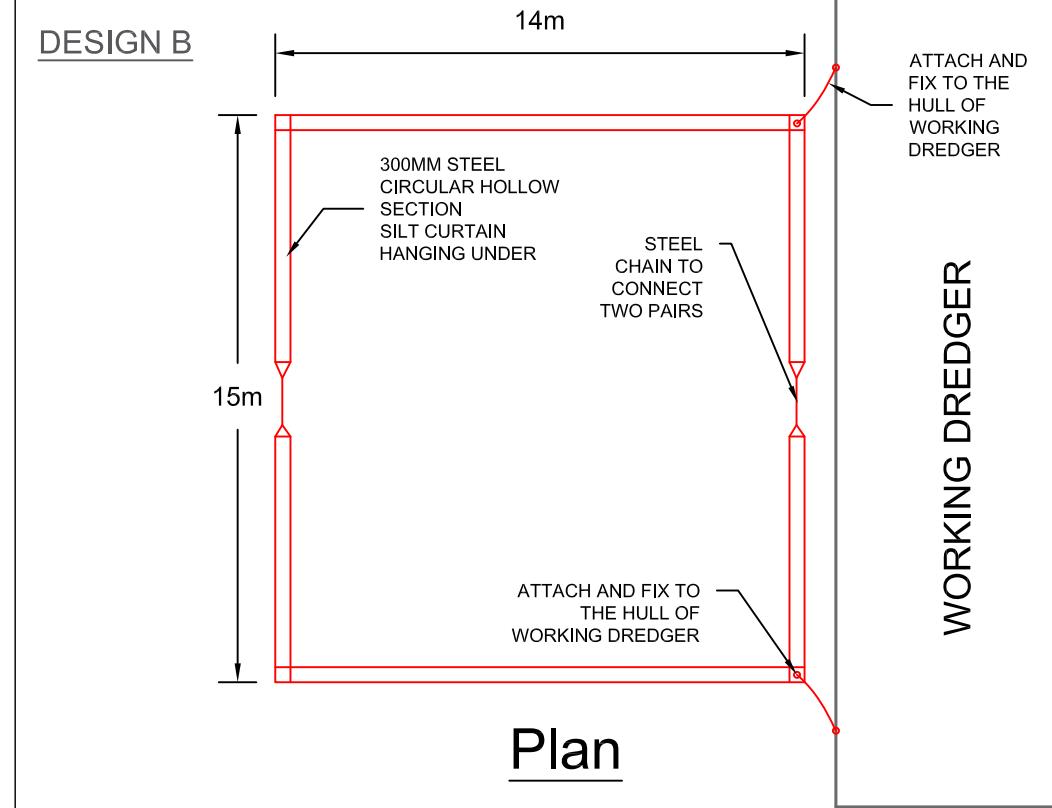 DESIGN B
14m
ATTACH AND
FIX TO THE
HULL OF
WORKING
DREDGER
300MM STEEL
CIRCULAR HOLLOW
SECTION
SILT CURTAIN
HANGING UNDER
STEEL
CHAIN TO
CONNECT
TWO PAIRS
15m
WORKING DREDGER
ATTACH AND FIX TO
THE HULL OF
WORKING DREDGER
Plan